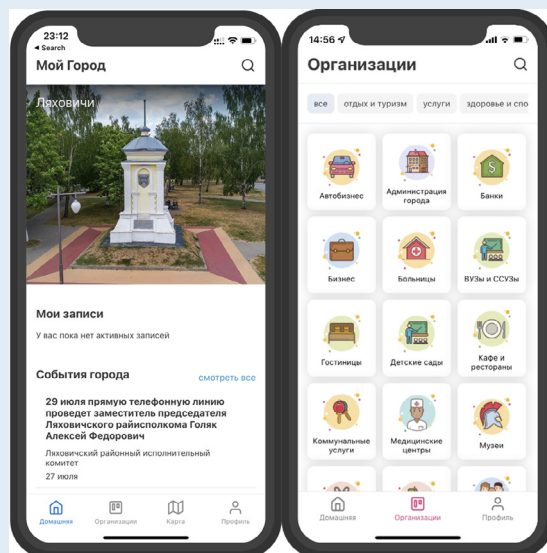 23:12
Search
Мой Город
Ляховичи
Мои записи
У вас пока нет активных записей
События города
смотреть все
29 июля прямую телефонную линию
проведет заместитель председателя
Ляховичского райисполкома Голяк
Алексей Федорович
Ляховичский районный исполнительный
комитет
27 июля
Домашняя
Организации
Карта
Профиль
14:56
Организации
все
отдых и туризм
услуги
здоровье и спо
Автобизнес
Администрация
города
Банки
Бизнес
Больницы
ВУЗы и ССУЗы
Гостиницы
Детские сады
Кафе и
рестораны
Коммунальные
услуги
Медицинские
центры
Музеи
Домашняя
Организации
Профиль